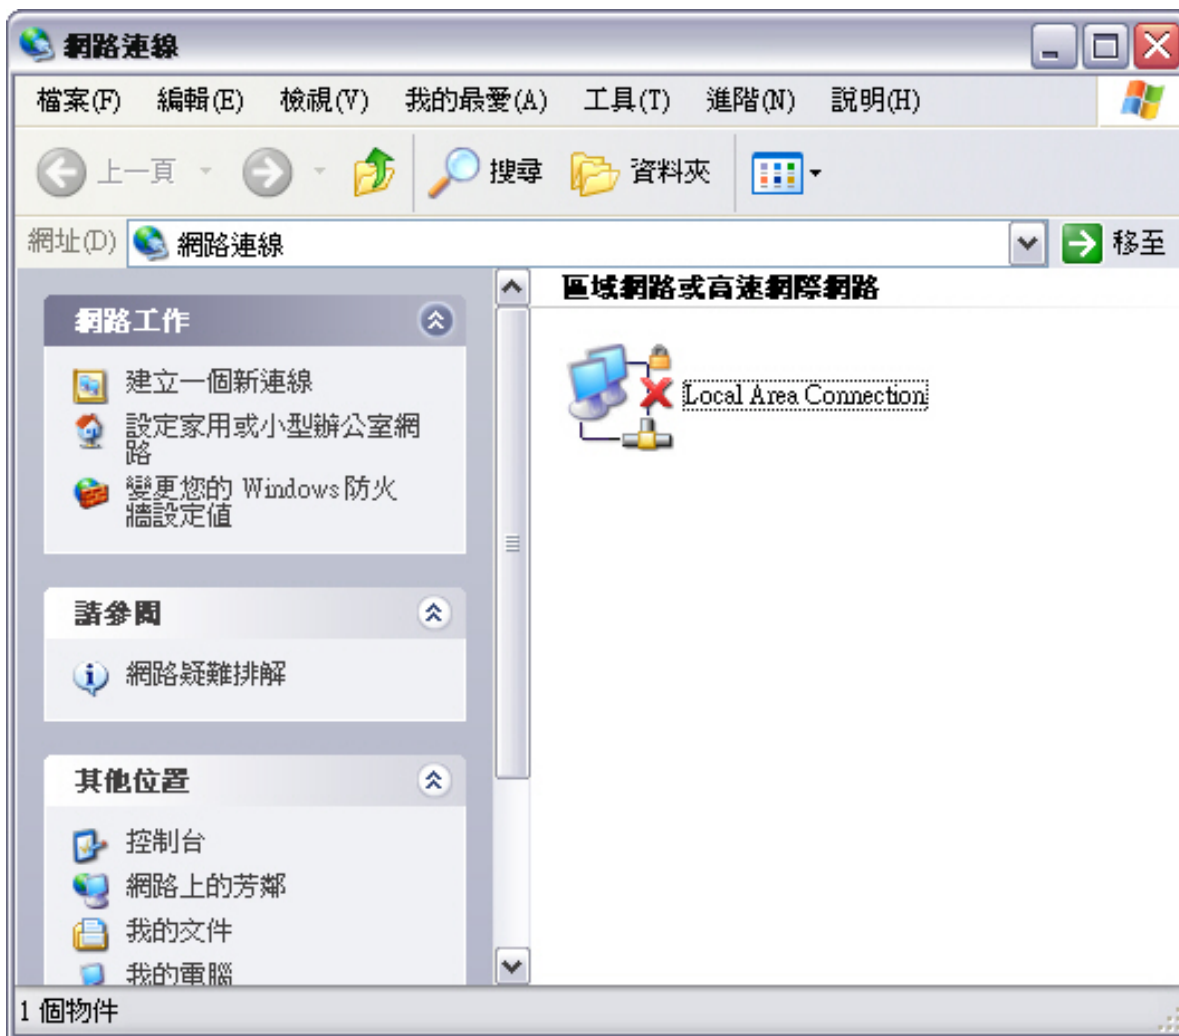 網路連線
檔案(F) 編輯(E) 檢視(V) 我的最愛(A) 工具(T) 進階(N) 說明(H)
上一頁 搜尋 資料夾
網址(D) 網路連線 移至
網路工作
建立一個新連線
設定家用或小型辦公室網
路
變更您的 Windows 防火
牆設定值
請參閱
網路疑難排解
其他位置
控制台
網路上的芳鄰
我的文件
我的電腦
區域網路或高速網際網路
Local Area Connection
1 個物件